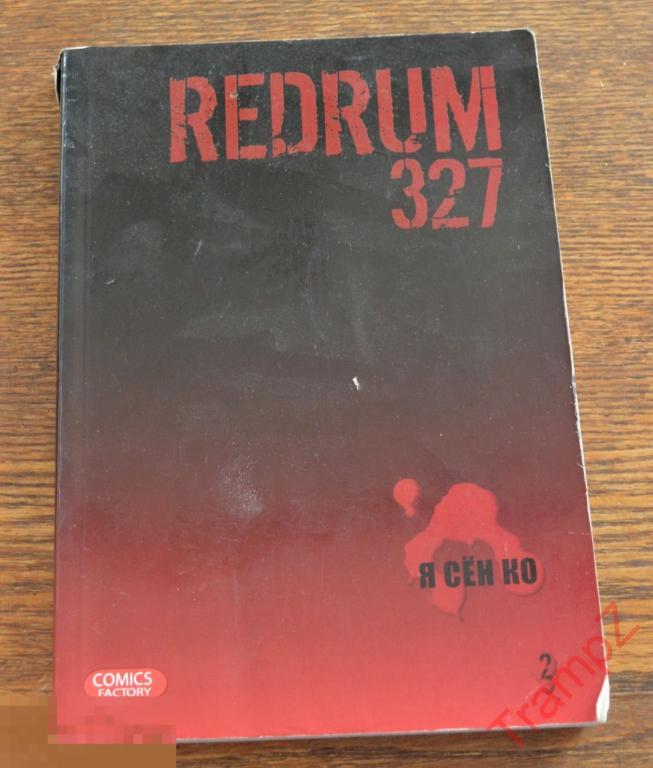 REDRUM
327
Я СЁН КО
2
COMICS
FACTORY
TrampZ